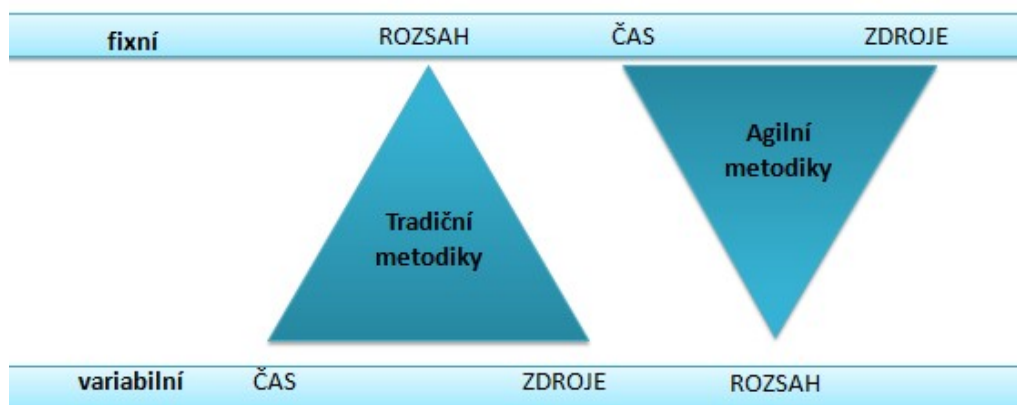 fixní ROZSAH ČAS ZDROJE
Agilní
metodiky
Tradiční
metodiky
variabilní ČAS ZDROJE ROZSAH